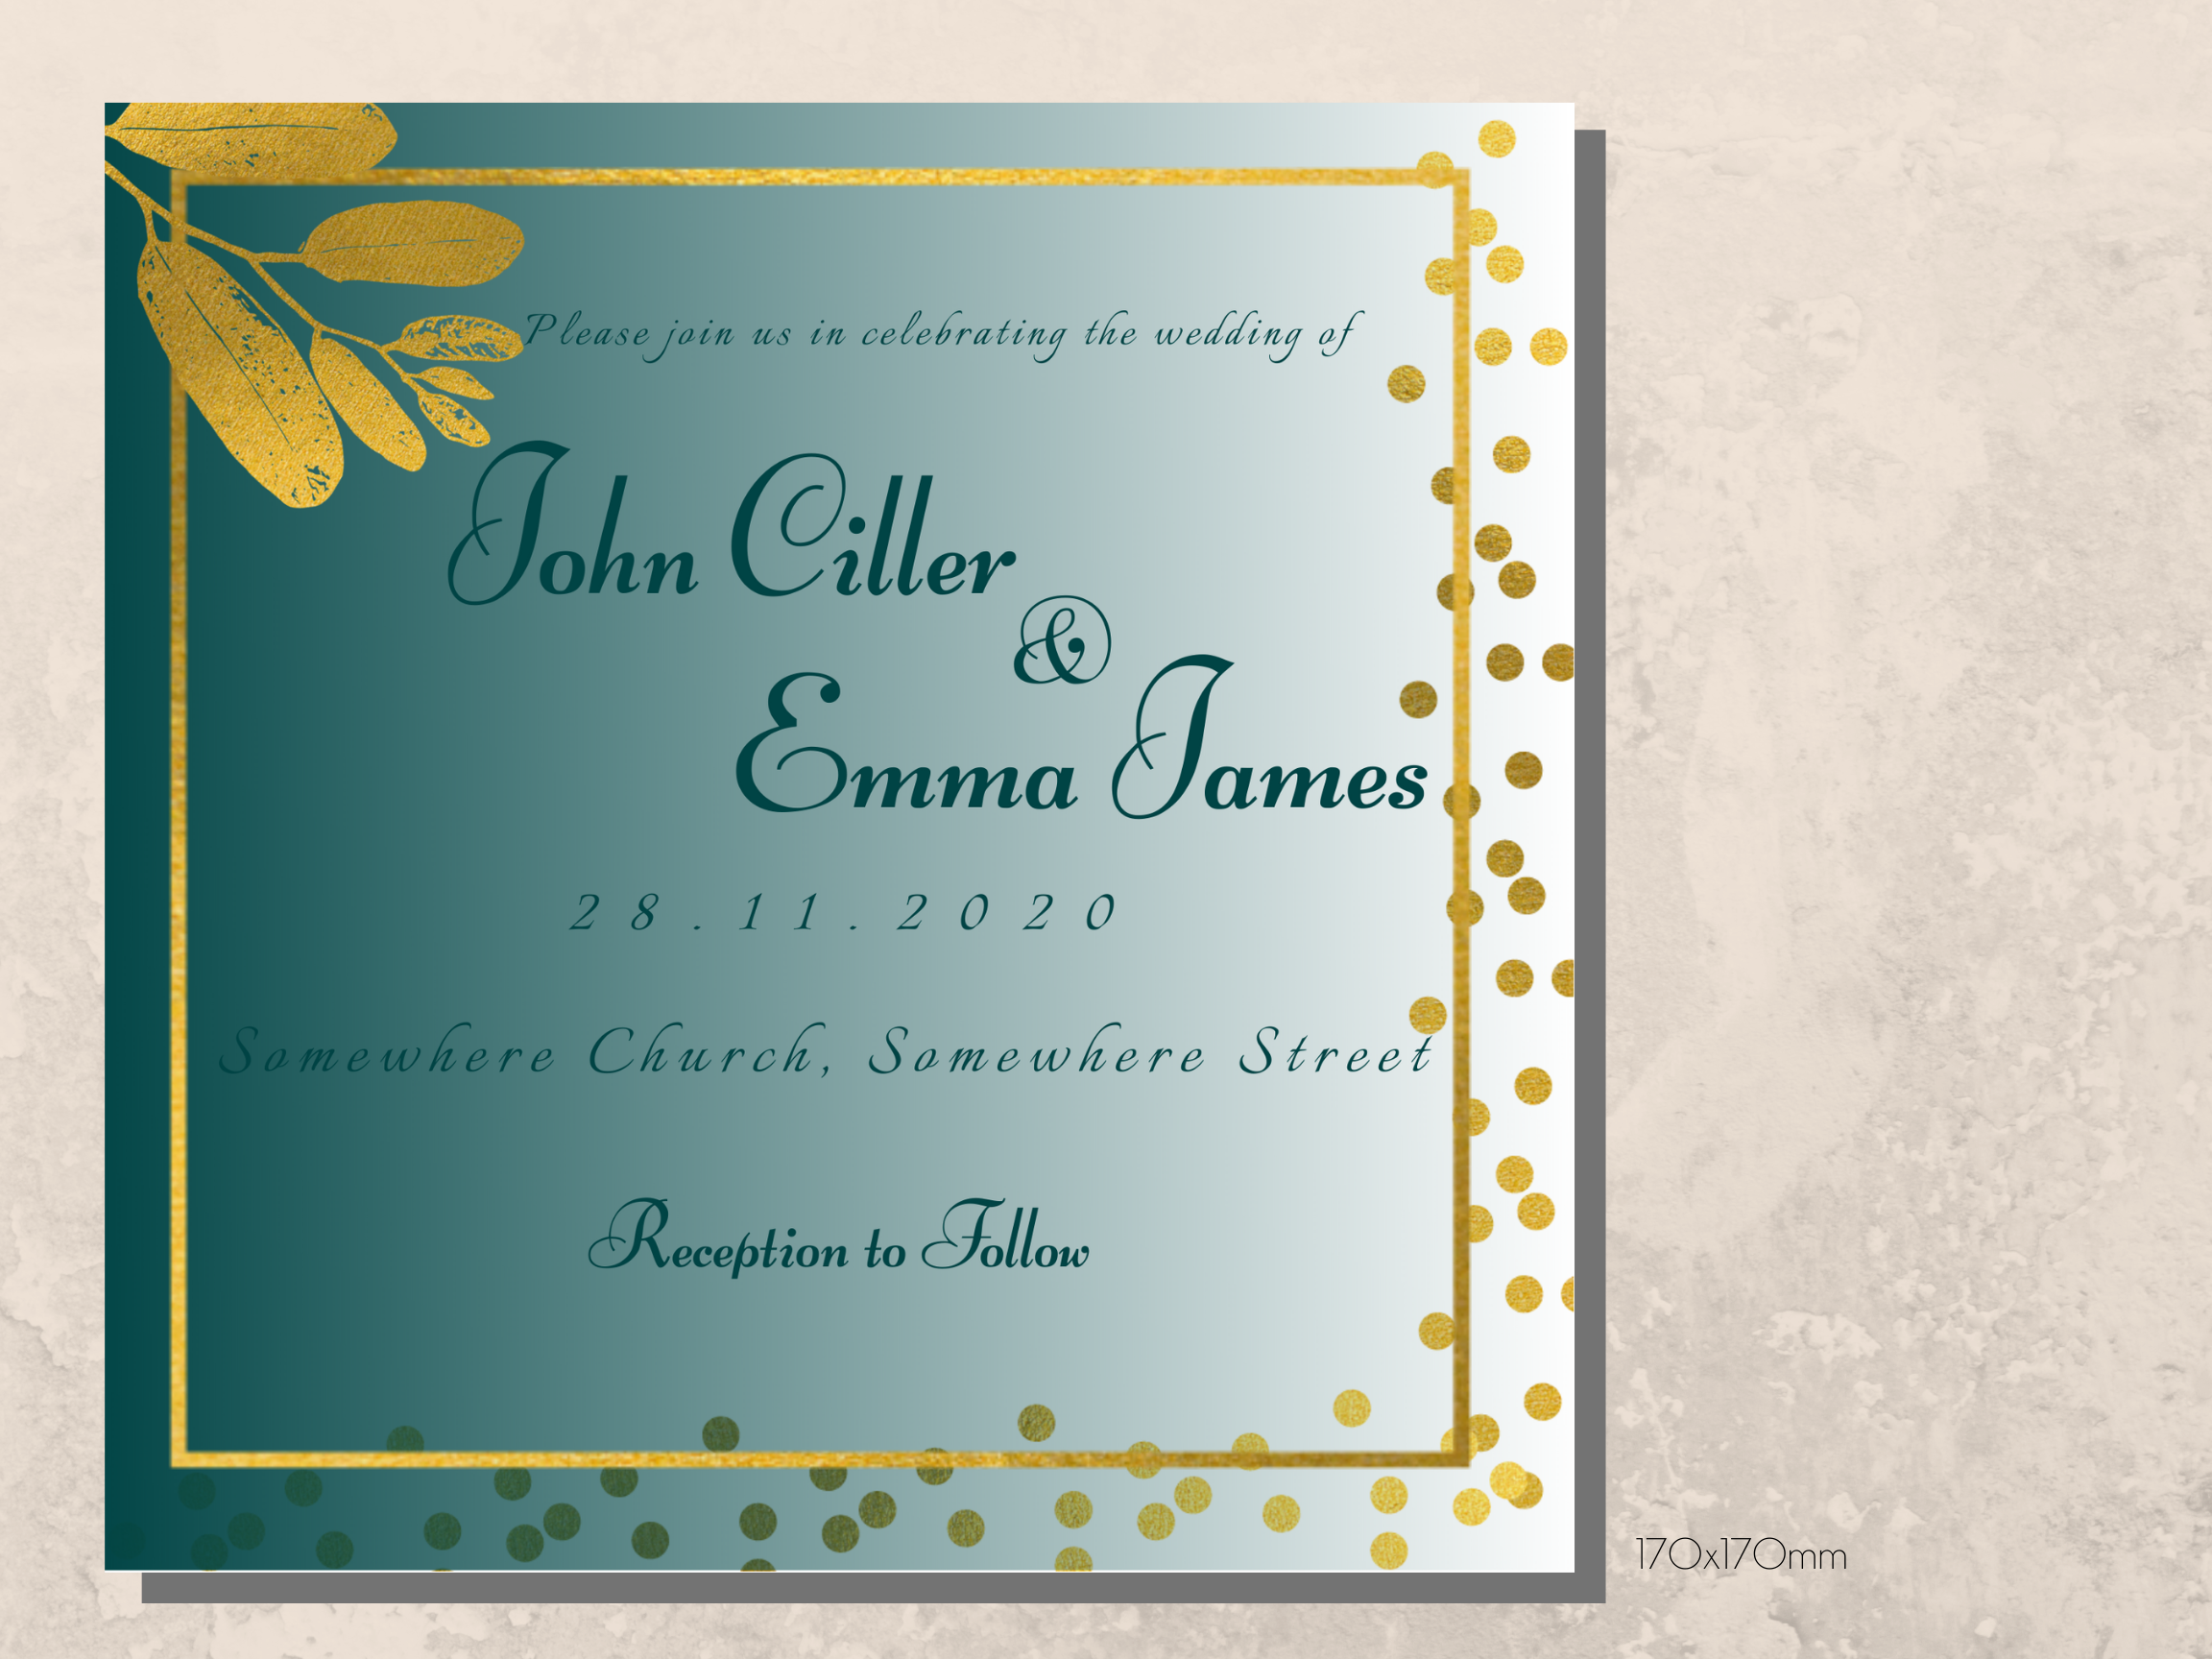 Please join us in celebrating the wedding of
John Ciller
&
Emma James
28.11.2020
Somewhere Church, Somewhere Street
Reception to Follow
170x170mm